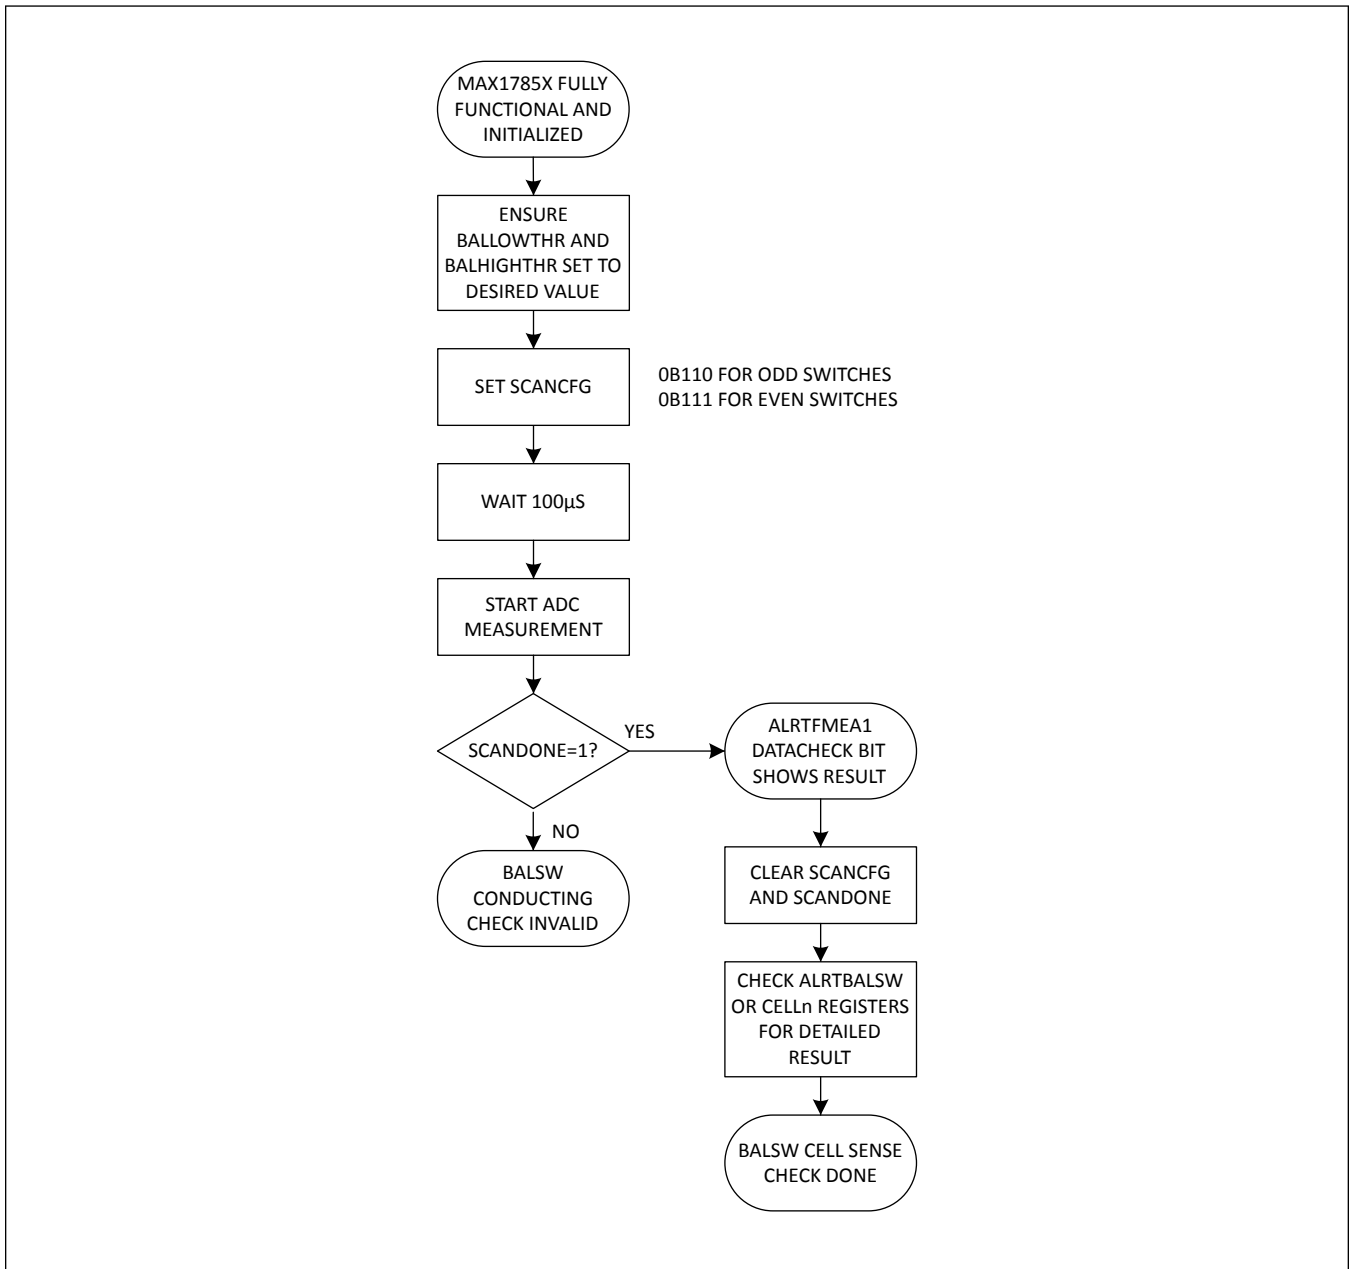 MAX1785X FULLY
FUNCTIONAL AND
INITIALIZED
ENSURE
BALLOWTHR AND
BALHIGHTHR SET TO
DESIRED VALUE
SET SCANCFG
0B110 FOR ODD SWITCHES
0B111 FOR EVEN SWITCHES
WAIT 100µS
START ADC
MEASUREMENT
SCANDONE=1?
YES
ALRTFMEA1
DATACHECK BIT
SHOWS RESULT
NO
BALSW
CONDUCTING
CHECK INVALID
CLEAR SCANCFG
AND SCANDONE
CHECK ALRTBALSW
OR CELLn REGISTERS
FOR DETAILED
RESULT
BALSW CELL SENSE
CHECK DONE